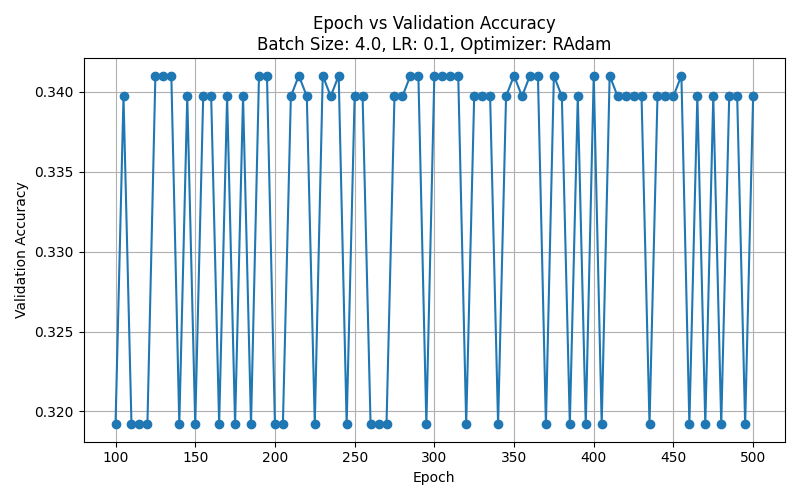 Epoch vs Validation Accuracy
Batch Size: 4.0, LR: 0.1, Optimizer: RAdam
0.340
0.335
0.330
0.325
0.320
Validation Accuracy
100 150 200 250 300 350 400 450 500
Epoch